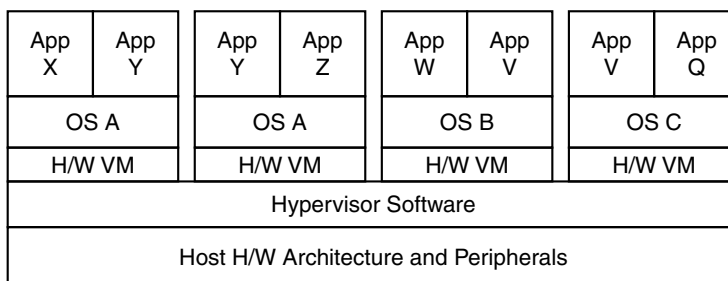 App X
App Y
App Y
App Z
App W
App V
App V
App Q
OS A
OS A
OS B
OS C
H/W VM
H/W VM
H/W VM
H/W VM
Hypervisor Software
Host H/W Architecture and Peripherals